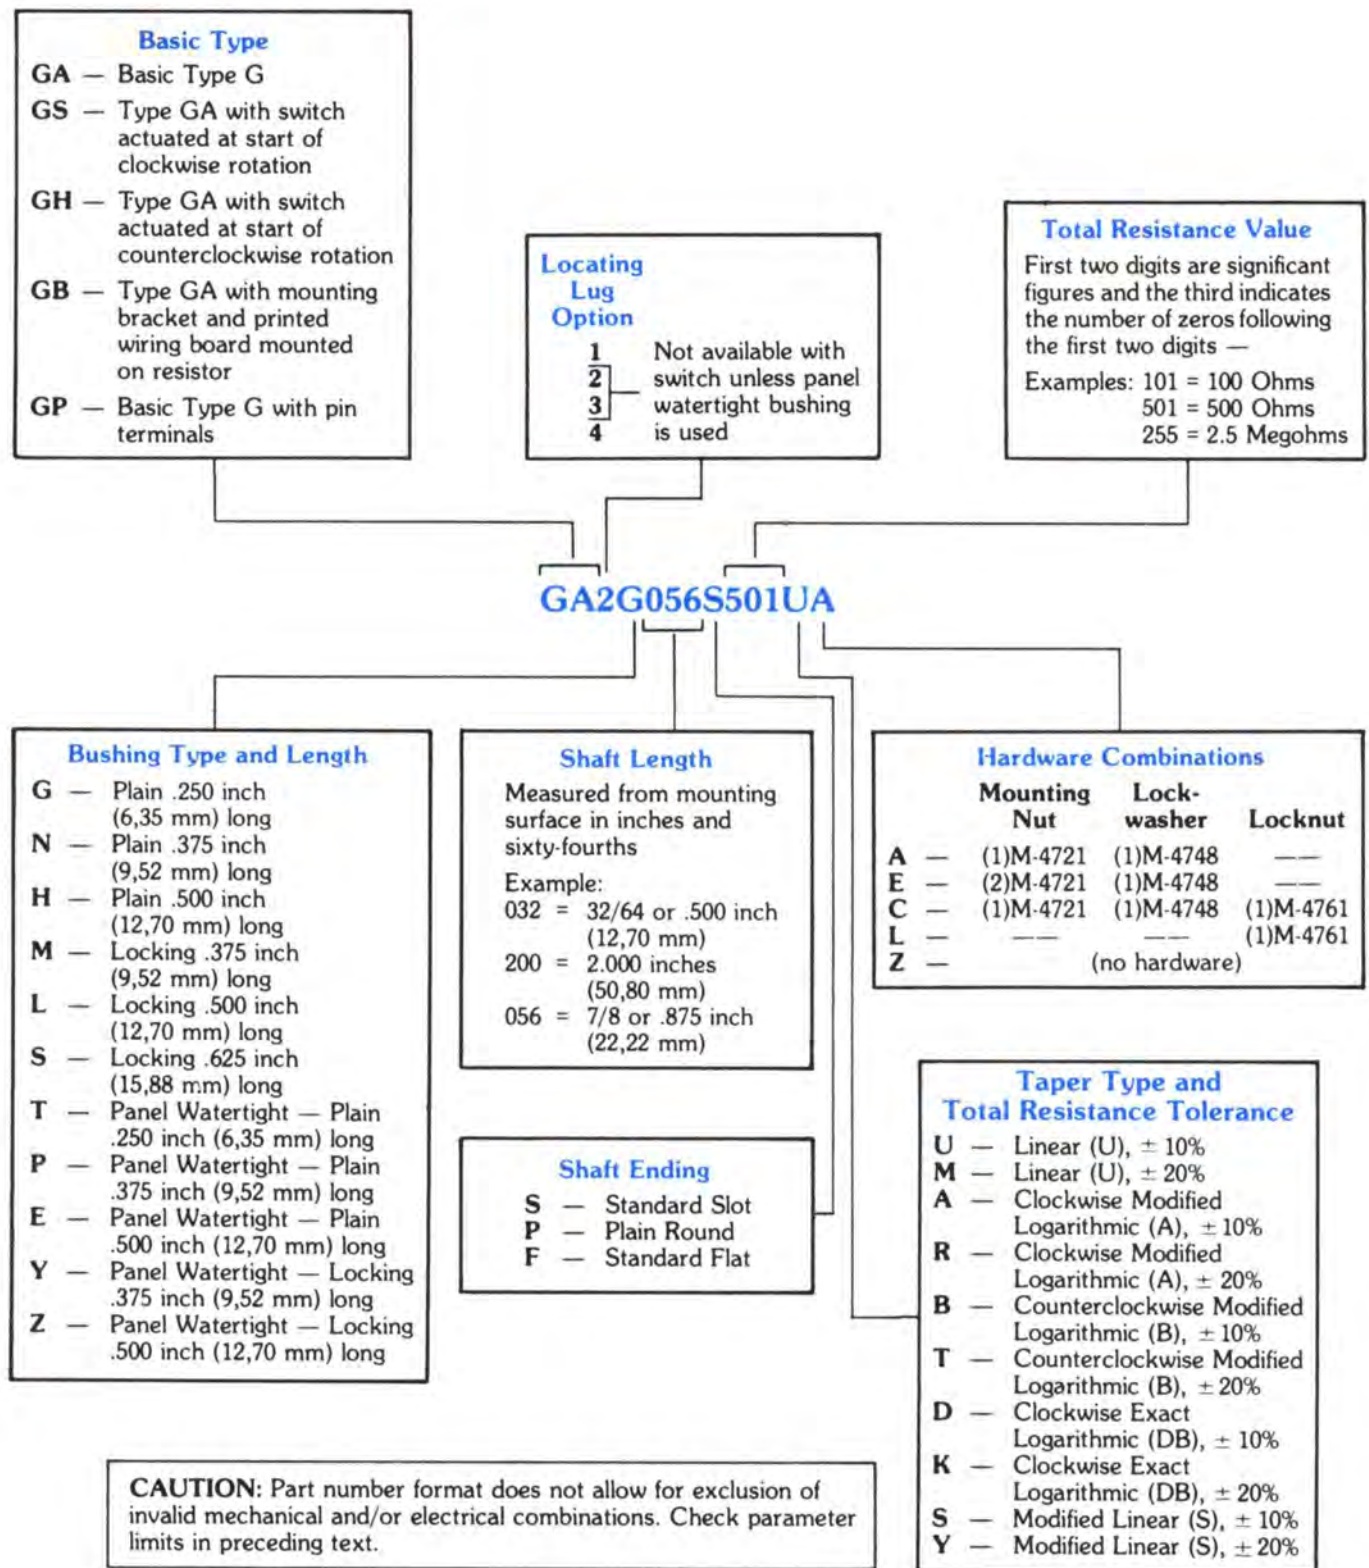 Basic Type
GA — Basic Type G
GS — Type GA with switch
actuated at start of
clockwise rotation
GH — Type GA with switch
actuated at start of
counterclockwise rotation
GB — Type GA with mounting
bracket and printed
wiring board mounted
on resistor
GP — Basic Type G with pin
terminals
Locating
Lug
Option
1 Not available with
2 switch unless panel
3 watertight bushing
4 is used
Total Resistance Value
First two digits are significant
figures and the third indicates
the number of zeros following
the first two digits —
Examples: 101 = 100 Ohms
501 = 500 Ohms
255 = 2.5 Megohms
GA2G056S501UA
Bushing Type and Length
G — Plain .250 inch
(6,35 mm) long
N — Plain .375 inch
(9,52 mm) long
H — Plain .500 inch
(12,70 mm) long
M — Locking .375 inch
(9,52 mm) long
L — Locking .500 inch
(12,70 mm) long
S — Locking .625 inch
(15,88 mm) long
T — Panel Watertight — Plain
.250 inch (6,35 mm) long
P — Panel Watertight — Plain
.375 inch (9,52 mm) long
E — Panel Watertight — Plain
.500 inch (12,70 mm) long
Y — Panel Watertight — Locking
.375 inch (9,52 mm) long
Z — Panel Watertight — Locking
.500 inch (12,70 mm) long
Shaft Length
Measured from mounting
surface in inches and
sixty-fourths
Example:
032 = 32/64 or .500 inch
(12,70 mm)
200 = 2.000 inches
(50,80 mm)
056 = 7/8 or .875 inch
(22,22 mm)
Shaft Ending
S — Standard Slot
P — Plain Round
F — Standard Flat
Hardware Combinations
Mounting Lock-
Nut washer Locknut
A — (1)M-4721 (1)M-4748 ——
E — (2)M-4721 (1)M-4748 ——
C — (1)M-4721 (1)M-4748 (1)M-4761
L — —— —— (1)M-4761
Z — (no hardware)
Taper Type and
Total Resistance Tolerance
U — Linear (U), ± 10%
M — Linear (U), ± 20%
A — Clockwise Modified
Logarithmic (A), ± 10%
R — Clockwise Modified
Logarithmic (A), ± 20%
B — Counterclockwise Modified
Logarithmic (B), ± 10%
T — Counterclockwise Modified
Logarithmic (B), ± 20%
D — Clockwise Exact
Logarithmic (DB), ± 10%
K — Clockwise Exact
Logarithmic (DB), ± 20%
S — Modified Linear (S), ± 10%
Y — Modified Linear (S), ± 20%
CAUTION: Part number format does not allow for exclusion of
invalid mechanical and/or electrical combinations. Check parameter
limits in preceding text.